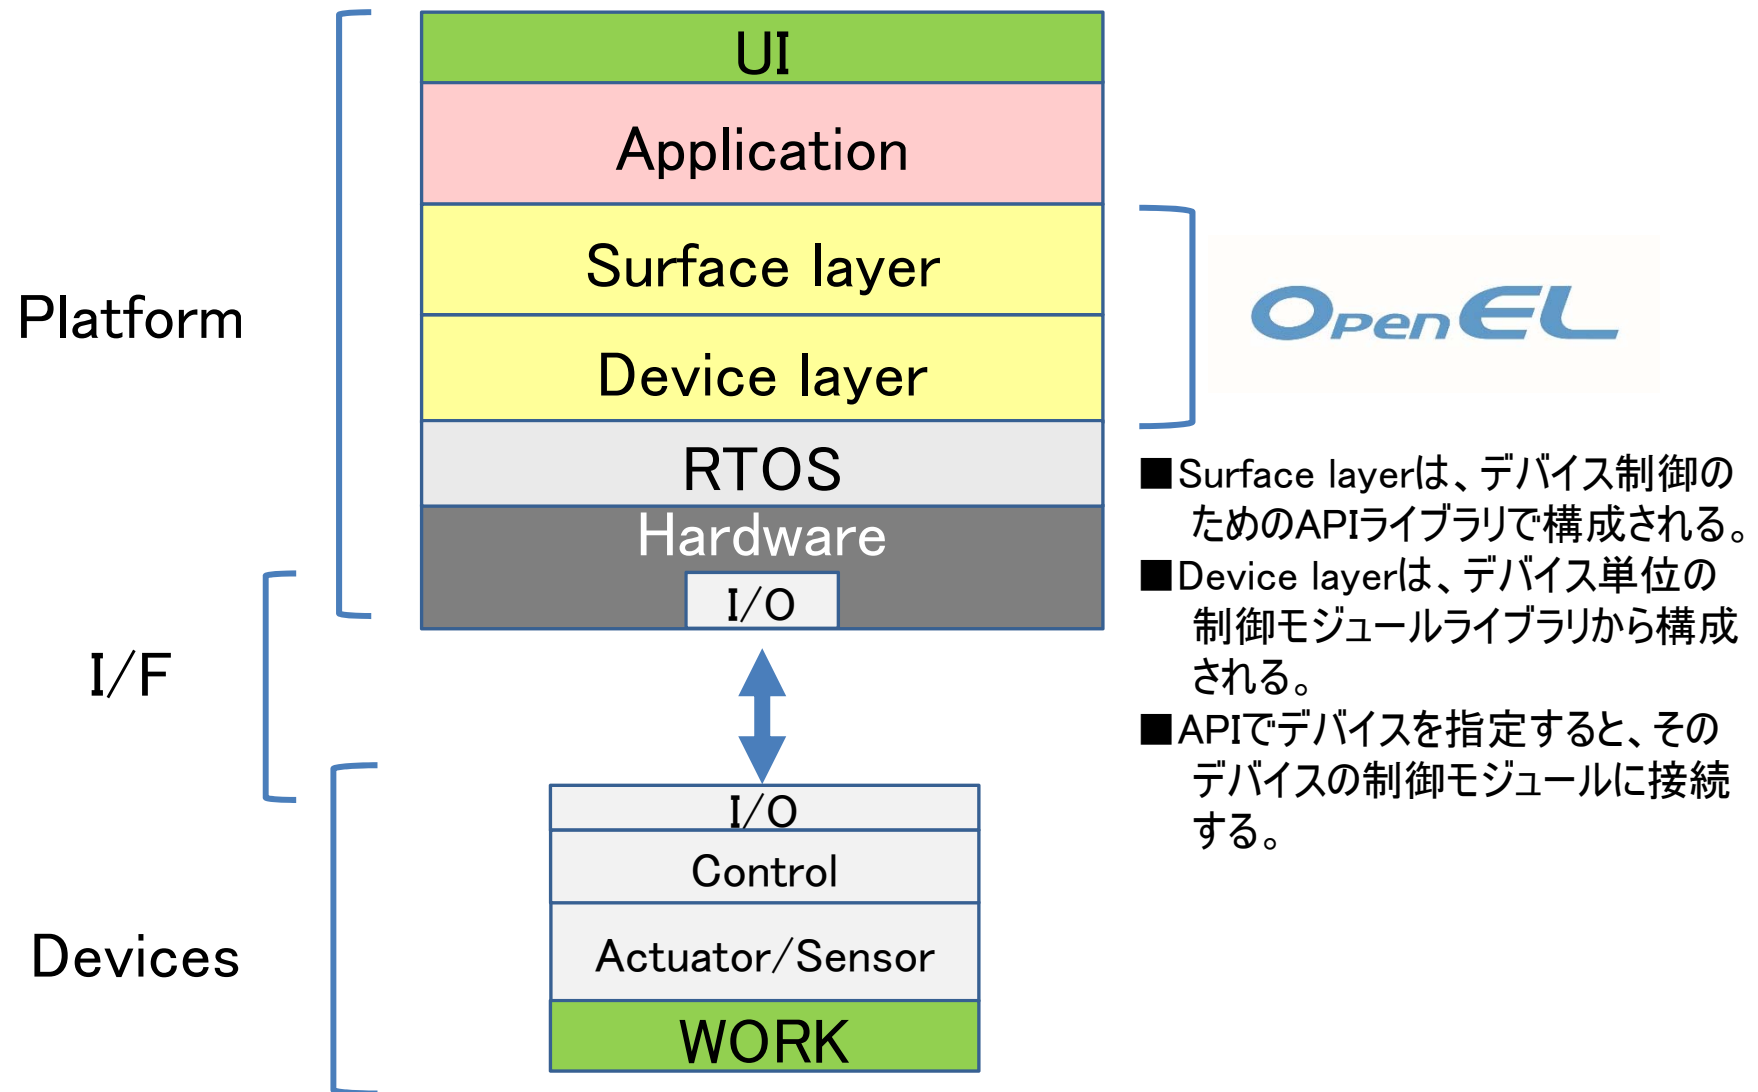 UI
Application
Surface layer
Device layer
RTOS
Hardware
I/O
Platform
I/F
Devices
I/O
Control
Actuator/Sensor
WORK
OpenEL
■Surface layerは、デバイス制御の
ためのAPIライブラリで構成される。
■Device layerは、デバイス単位の
制御モジュールライブラリから構成
される。
■APIでデバイスを指定すると、その
デバイスの制御モジュールに接続
する。